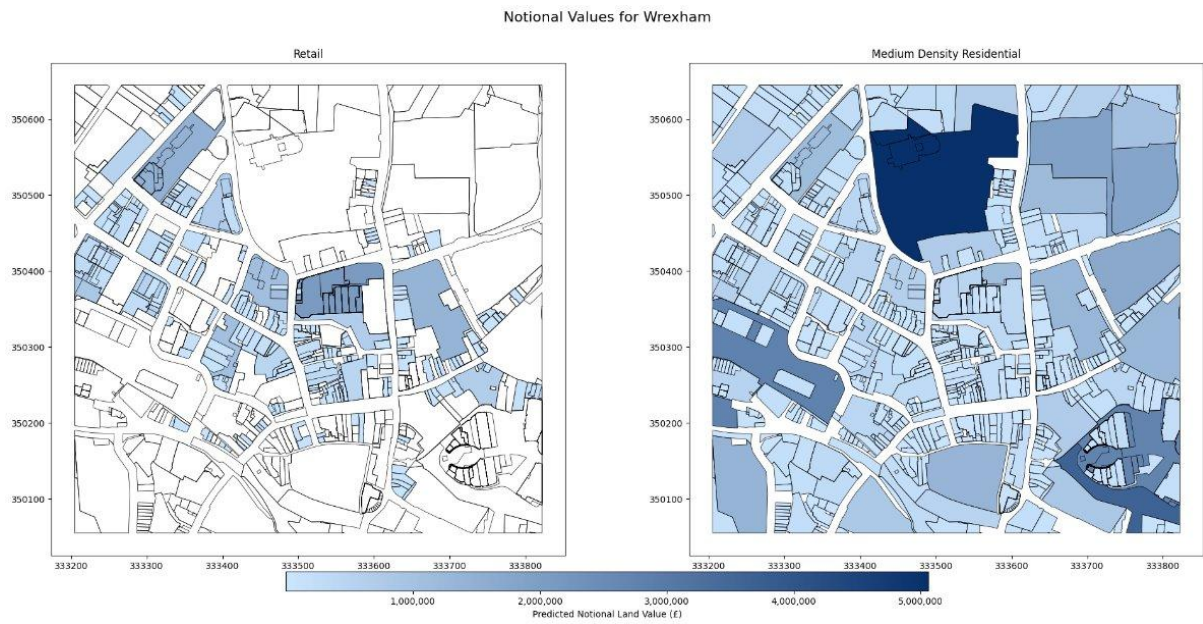 Notional Values for Wrexham
Retail
Medium Density Residential
350600
350500
350400
350300
350200
350100
333200 333300 333400 333500 333600 333700 333800
350600
350500
350400
350300
350200
350100
333200 333300 333400 333500 333600 333700 333800
1,000,000 2,000,000 3,000,000 4,000,000 5,000,000
Predicted Notional Land Value (£)